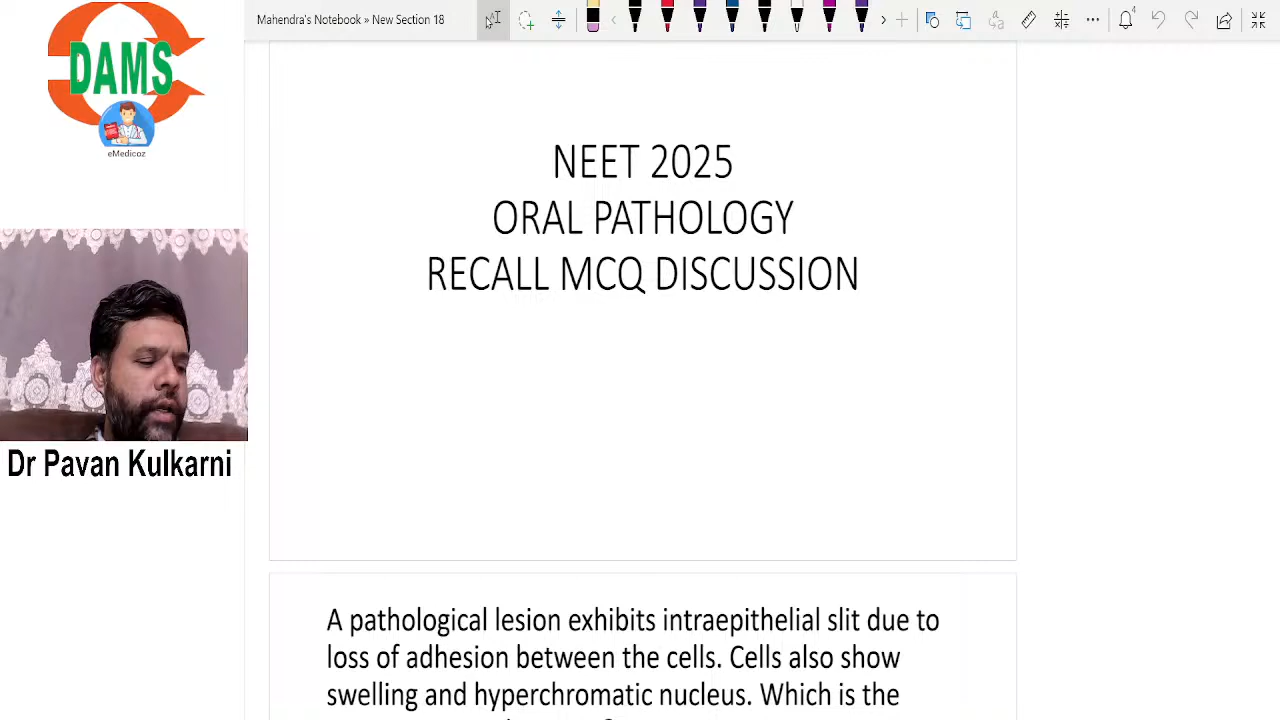 Mahendra's Notebook » New Section 18
DAMS
eMedicoz
NEET 2025
ORAL PATHOLOGY
RECALL MCQ DISCUSSION
Dr Pavan Kulkarni
A pathological lesion exhibits intraepithelial slit due to
loss of adhesion between the cells. Cells also show
swelling and hyperchromatic nucleus. Which is the